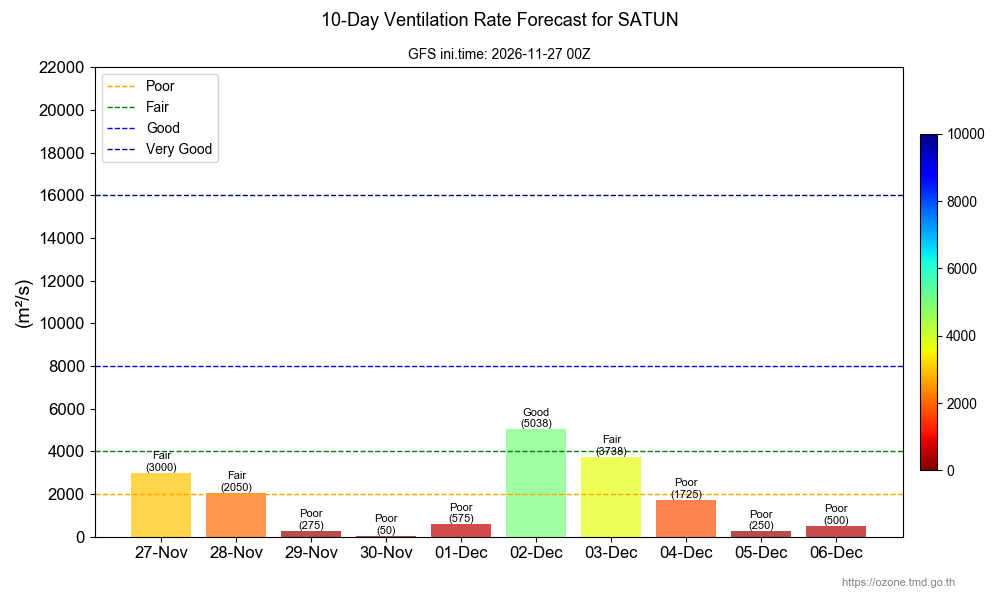 10-Day Ventilation Rate Forecast for SATUN
GFS ini.time: 2026-11-27 00Z
22000
20000
18000
16000
14000
12000
10000
8000
6000
4000
2000
0
(m²/s)
Poor
Fair
Good
Very Good
Fair
(3000)
Fair
(2050)
Poor
(275)
Poor
(50)
Poor
(575)
Good
(5038)
Fair
(3738)
Poor
(1725)
Poor
(250)
Poor
(500)
27-Nov 28-Nov 29-Nov 30-Nov 01-Dec 02-Dec 03-Dec 04-Dec 05-Dec 06-Dec
10000
8000
6000
4000
2000
0
https://ozone.tmd.go.th